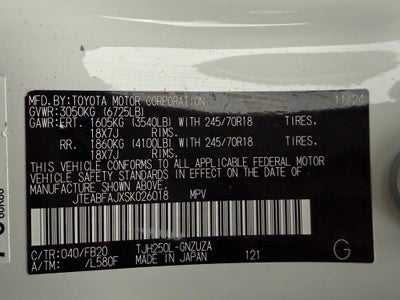 MFD.BY:TOYOTA MOTOR CORPORATION 11/24
GVWR: 3050KG (6725LB)
GAWR: FRT. 1605KG (3540LB) WITH 245/70R18 TIRES.
18X7J RIMS.
RR. 1860KG (4100LB) WITH 245/70R18 TIRES.
18X7J RIMS.
THIS VEHICLE CONFORMS TO ALL APPLICABLE FEDERAL MOTOR
VEHICLE SAFETY STANDARDS IN EFFECT ON THE DATE OF
MANUFACTURE SHOWN ABOVE.
JTEABFAJXSK026018 MPV
C/TR: 040/FB20 TJH250L-GNZUZA
A/TM: /L580F MADE IN JAPAN 121
G